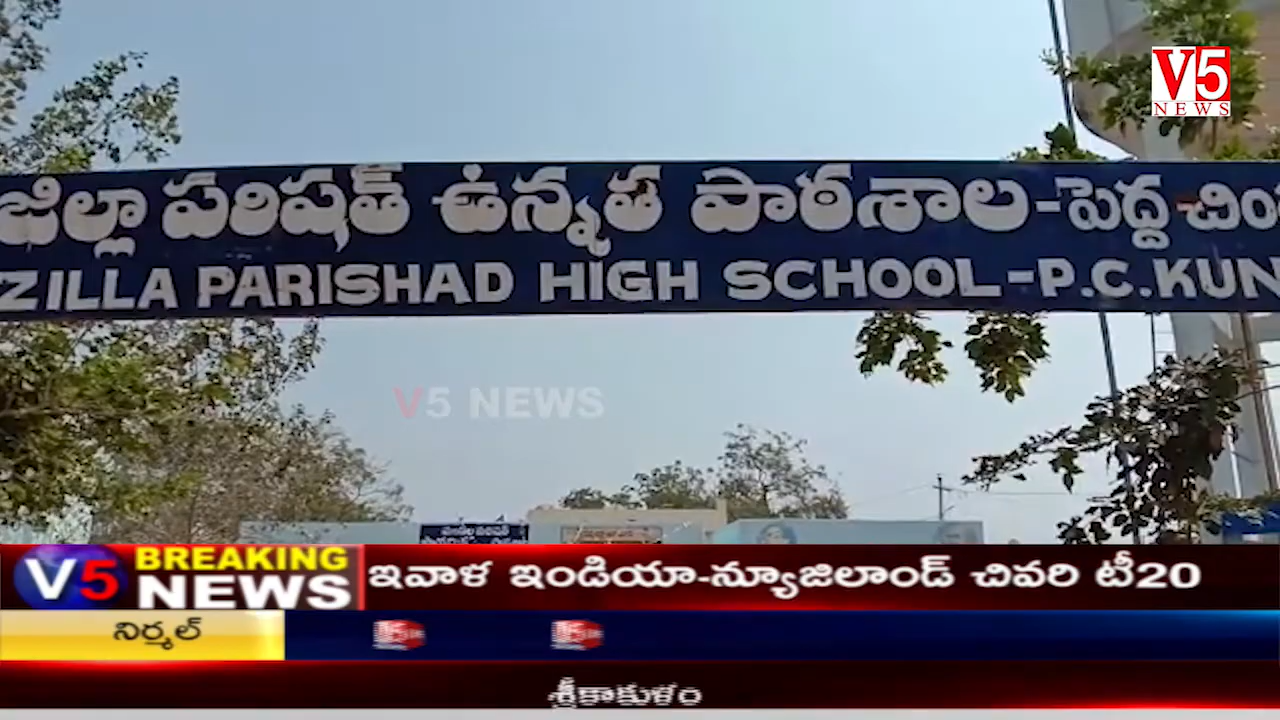 V5
NEWS
జిల్లా పరిషత్ ఉన్నత పాఠశాల-పెద్ద చిం
ZILLA PARISHAD HIGH SCHOOL-P.C.KUN
V5 NEWS
V5 BREAKING NEWS
ఇవాళ ఇండియా-న్యూజిలాండ్ చివరి టీ20
నిర్మల్
శ్రీకాకుళం